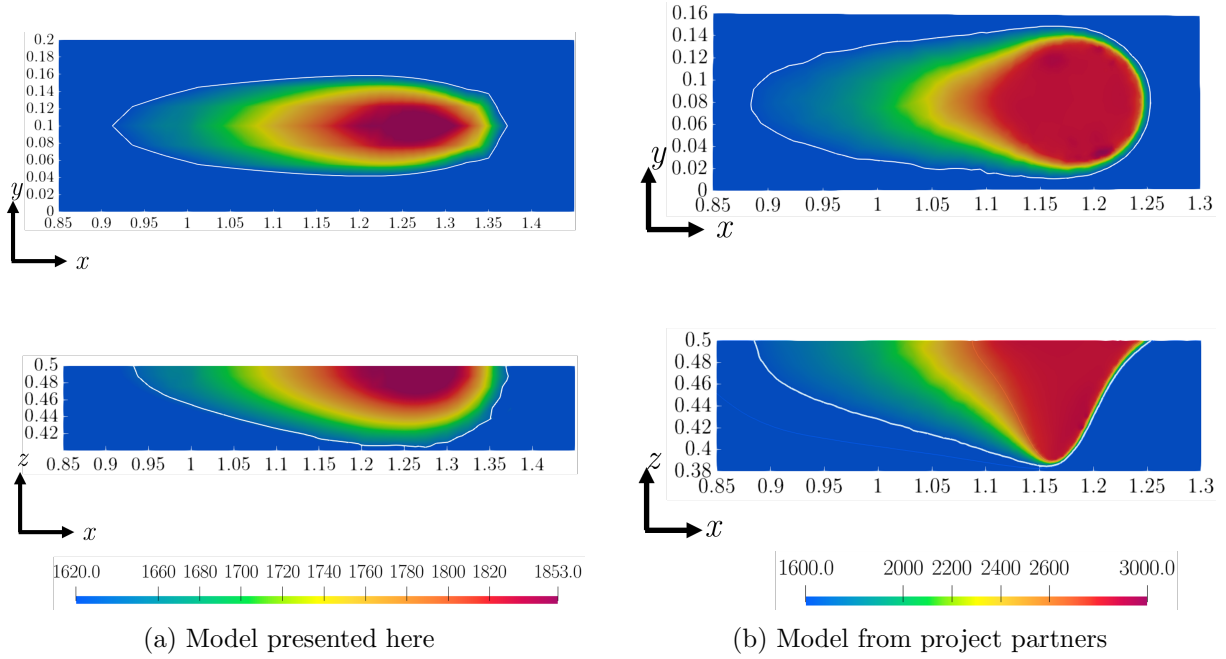 0.2
0.18
0.16
0.14
0.12
0.1
0.08
0.06
0.04
0.02
0
0.85 0.9 0.95 1 1.05 1.1 1.15 1.2 1.25 1.3 1.35 1.4
y
x
0.16
0.14
0.12
0.1
0.08
0.06
0.04
0.02
0
0.85 0.9 0.95 1 1.05 1.1 1.15 1.2 1.25 1.3
y
x
0.5
0.48
0.46
0.44
0.42
0.85 0.9 0.95 1 1.05 1.1 1.15 1.2 1.25 1.3 1.35 1.4
z
x
0.5
0.48
0.46
0.44
0.42
0.4
0.38
0.85 0.9 0.95 1 1.05 1.1 1.15 1.2 1.25 1.3
z
x
1620.0 1660 1680 1700 1720 1740 1760 1780 1800 1820 1853.0
1600.0 2000 2200 2400 2600 3000.0
(a) Model presented here
(b) Model from project partners